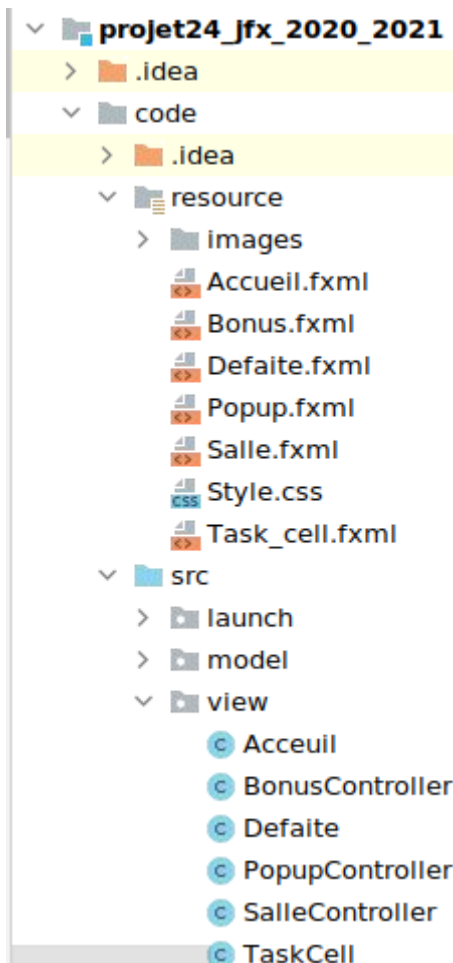 projet24_jfx_2020_2021
.idea
code
.idea
resource
images
Accueil.fxml
Bonus.fxml
Defaite.fxml
Popup.fxml
Salle.fxml
css Style.css
Task_cell.fxml
src
launch
model
view
C Acceuil
C BonusController
C Defaite
C PopupController
C SalleController
C TaskCell